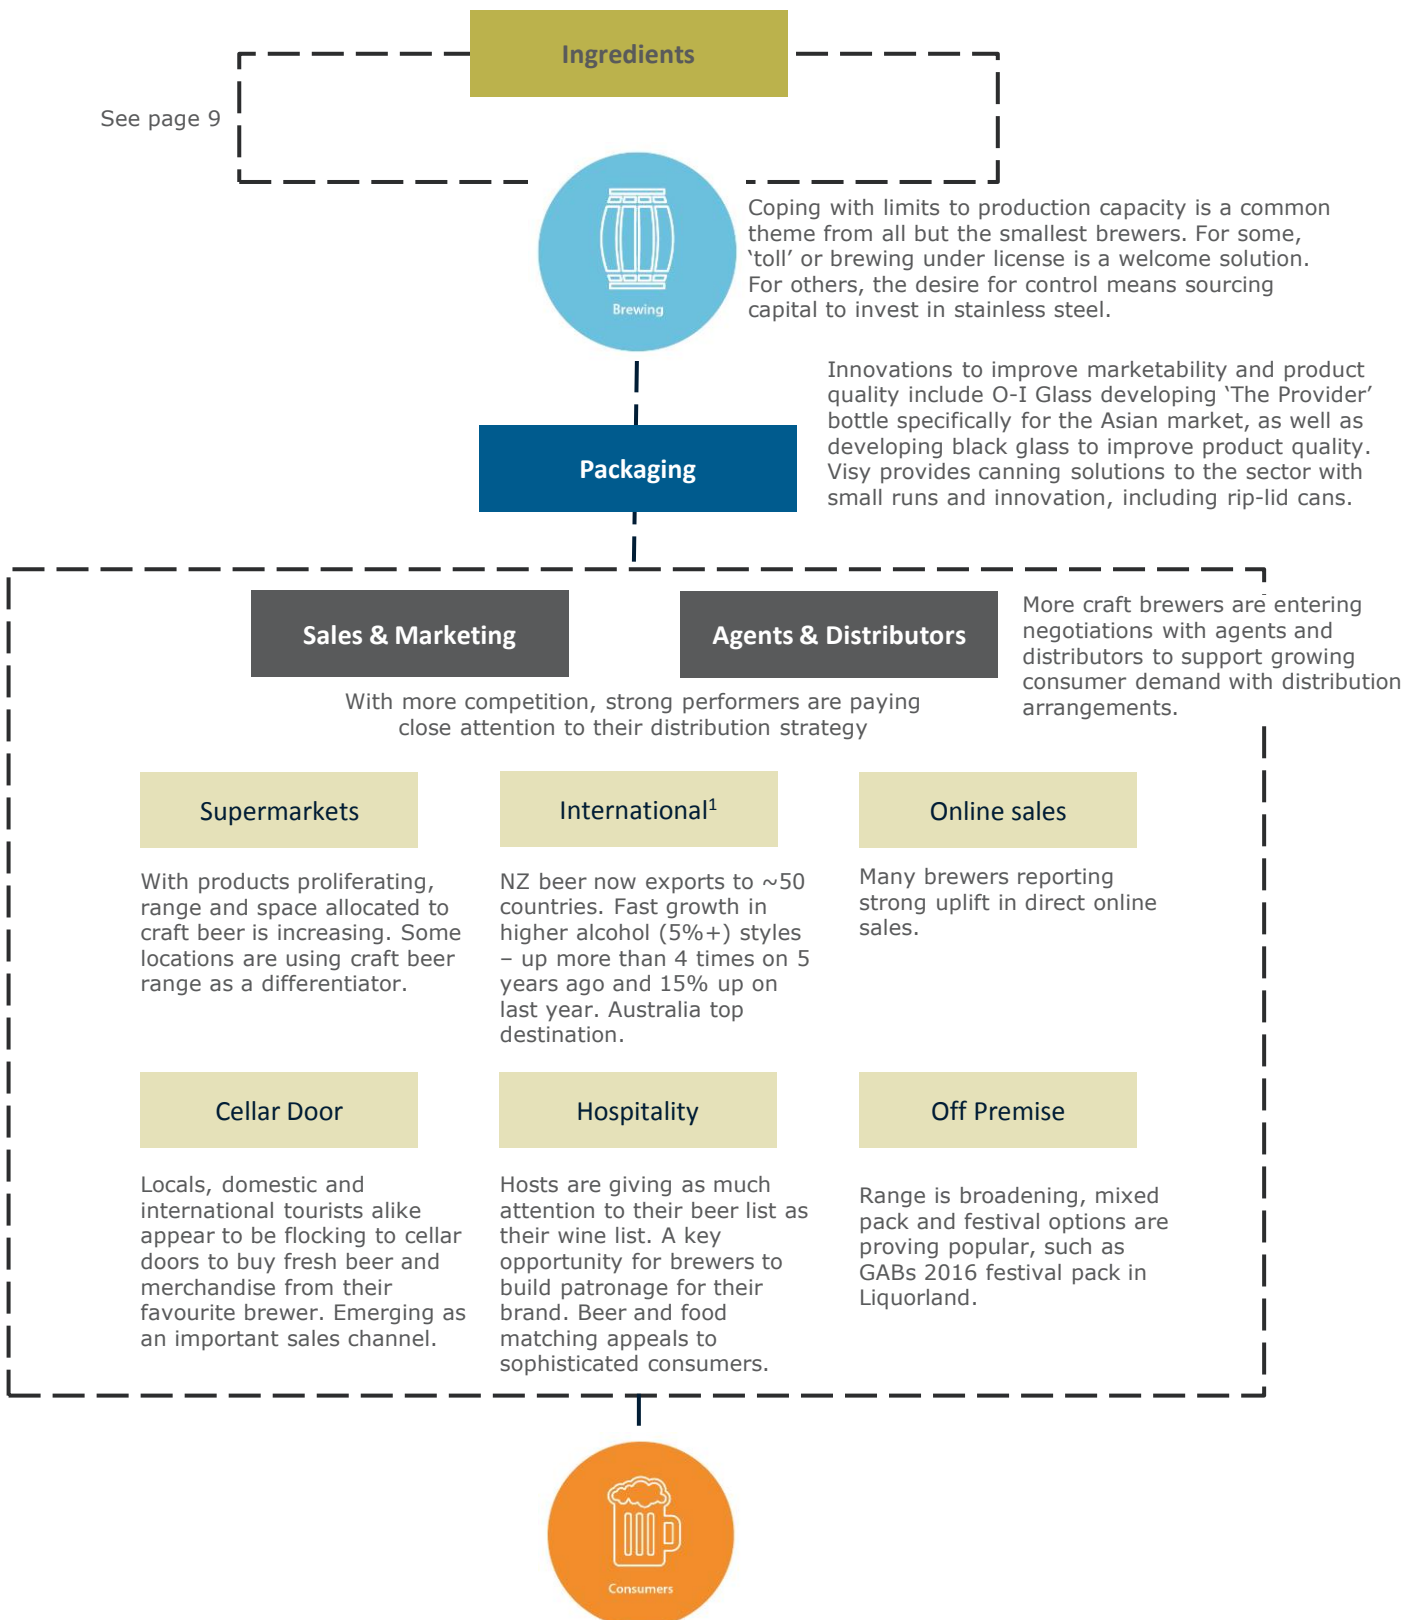 Ingredients
See page 9
Brewing
Coping with limits to production capacity is a common
theme from all but the smallest brewers. For some,
‘toll’ or brewing under license is a welcome solution.
For others, the desire for control means sourcing
capital to invest in stainless steel.
Innovations to improve marketability and product
quality include O-I Glass developing ‘The Provider’
bottle specifically for the Asian market, as well as
developing black glass to improve product quality.
Visy provides canning solutions to the sector with
small runs and innovation, including rip-lid cans.
Packaging
Sales & Marketing
Agents & Distributors
More craft brewers are entering
negotiations with agents and
distributors to support growing
consumer demand with distribution
arrangements.
With more competition, strong performers are paying
close attention to their distribution strategy
Supermarkets
With products proliferating,
range and space allocated to
craft beer is increasing. Some
locations are using craft beer
range as a differentiator.
International¹
NZ beer now exports to ~50
countries. Fast growth in
higher alcohol (5%+) styles
– up more than 4 times on 5
years ago and 15% up on
last year. Australia top
destination.
Online sales
Many brewers reporting
strong uplift in direct online
sales.
Cellar Door
Locals, domestic and
international tourists alike
appear to be flocking to cellar
doors to buy fresh beer and
merchandise from their
favourite brewer. Emerging as
an important sales channel.
Hospitality
Hosts are giving as much
attention to their beer list as
their wine list. A key
opportunity for brewers to
build patronage for their
brand. Beer and food
matching appeals to
sophisticated consumers.
Off Premise
Range is broadening, mixed
pack and festival options are
proving popular, such as
GABs 2016 festival pack in
Liquorland.
Consumers